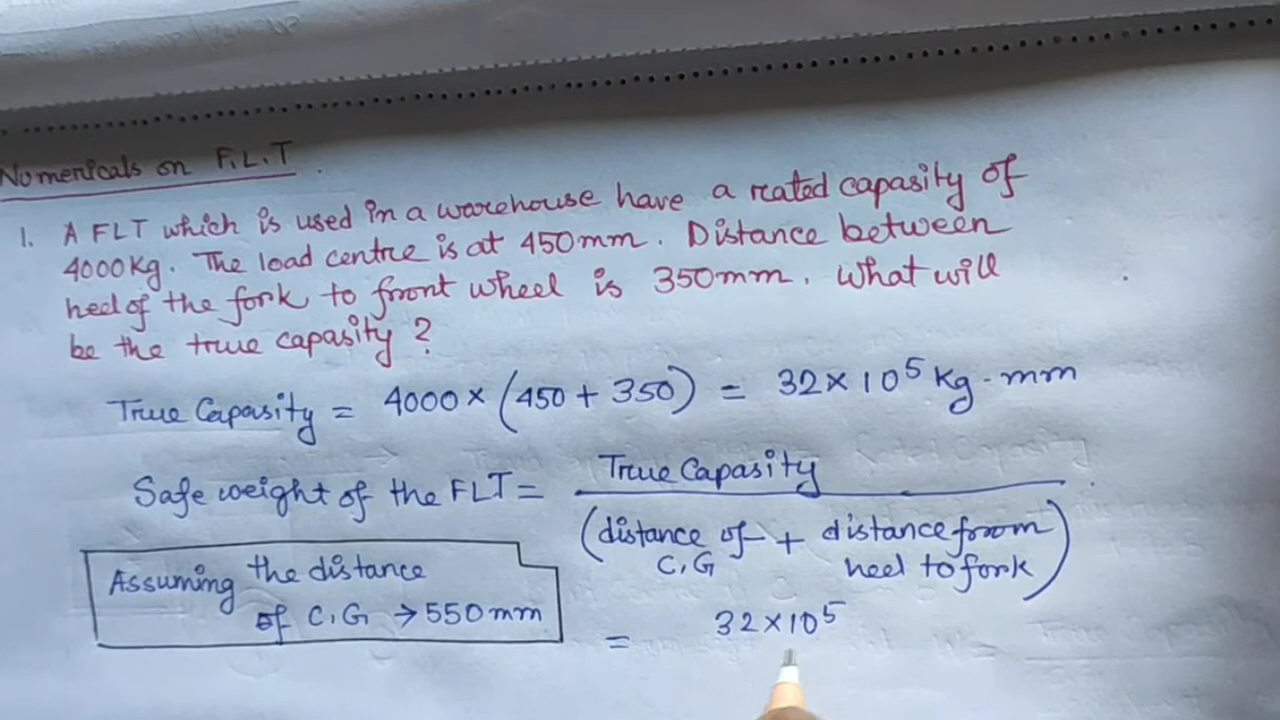 Numericals on F.L.T
1. A FLT which is used in a warehouse have a rated capasity of
4000Kg. The load centre is at 450mm. Distance between
heel of the fork to front wheel is 350mm. What will
be the true capasity?
True Capasity = 4000 × (450 + 350) = 32 × 10⁵ Kg-mm
Safe weight of the FLT = True Capasity
(distance of C.G + distance from heel to fork)
Assuming the distance
of C.G → 550 mm
= 32×10⁵